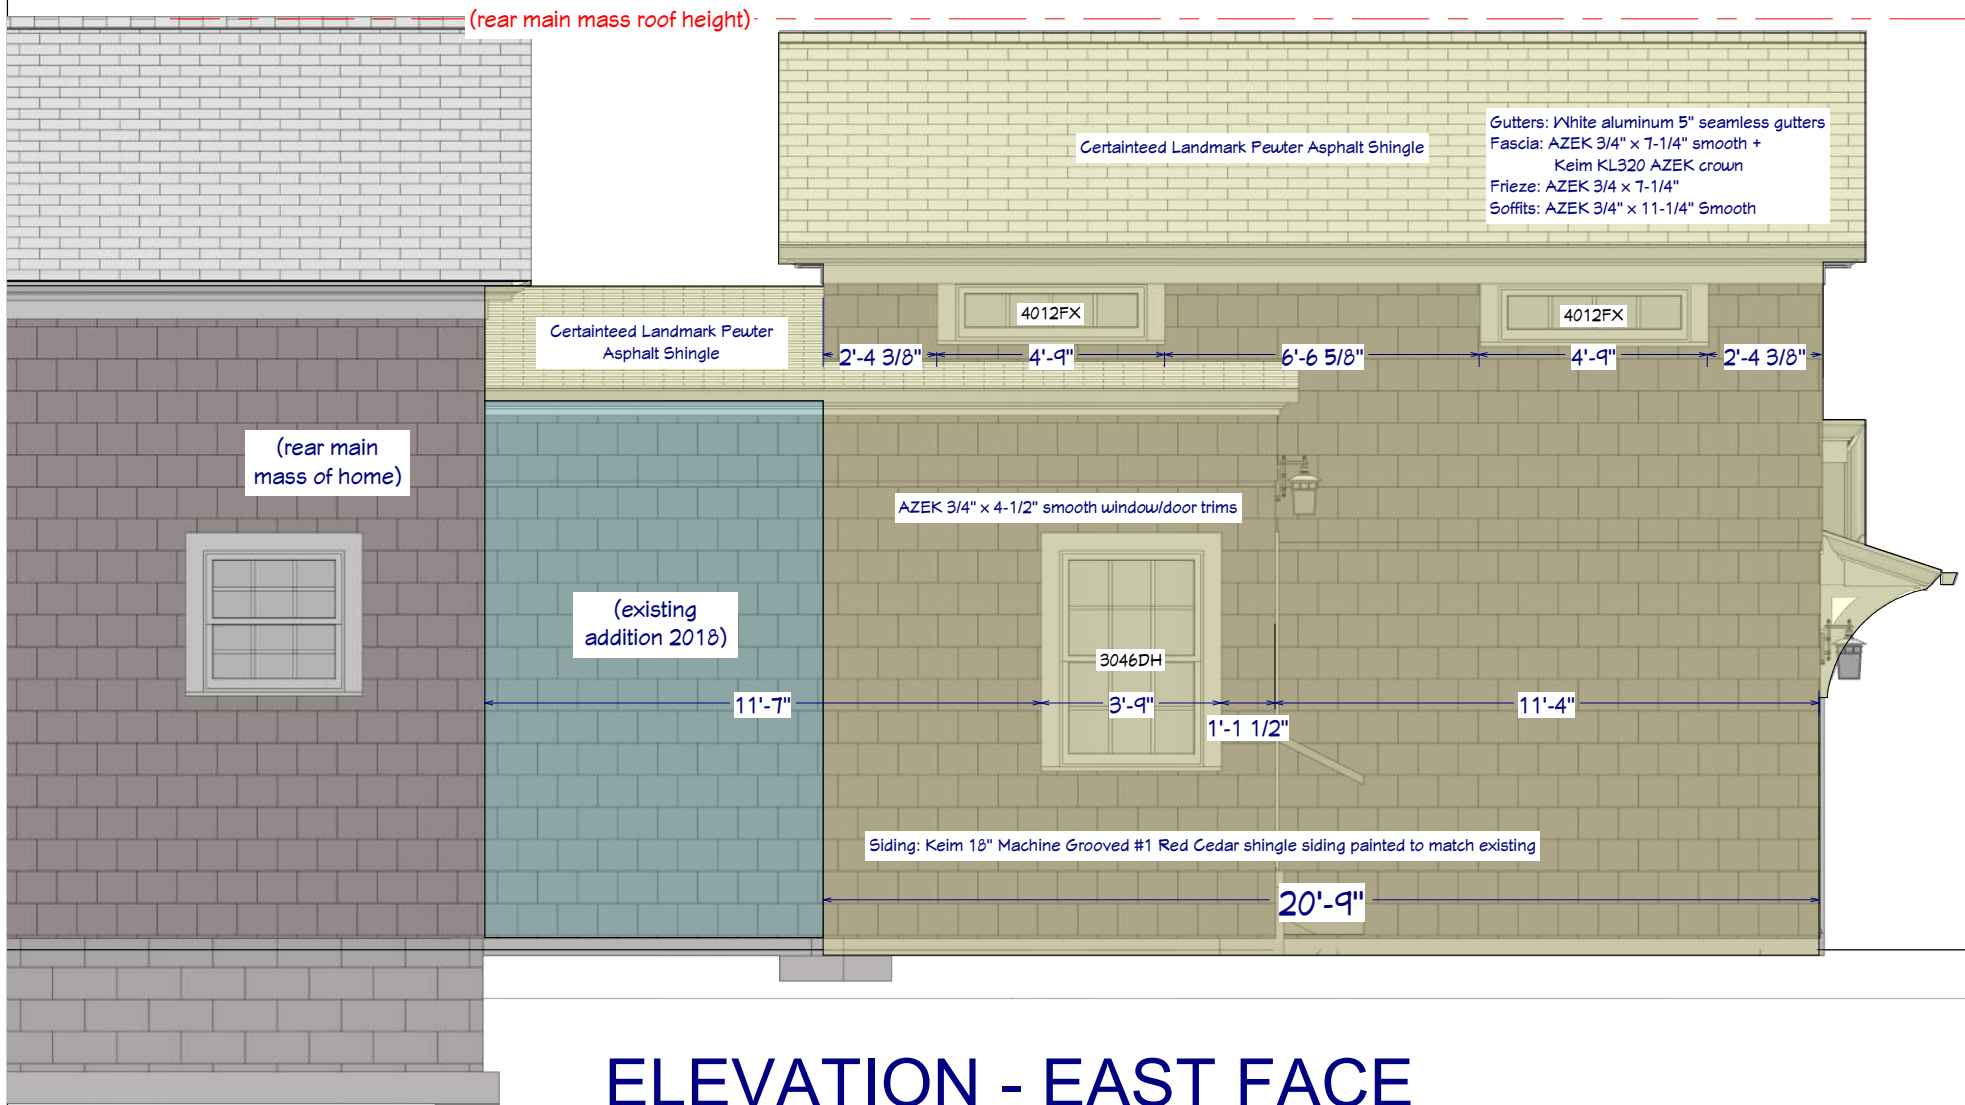 (rear main mass roof height)
Certainteed Landmark Pewter Asphalt Shingle
Gutters: White aluminum 5" seamless gutters
Fascia: AZEK 3/4" x 7-1/4" smooth +
Keim KL320 AZEK crown
Frieze: AZEK 3/4 x 7-1/4"
Soffits: AZEK 3/4" x 11-1/4" Smooth
4012FX
4012FX
Certainteed Landmark Pewter
Asphalt Shingle
2'-4 3/8"
4'-9"
6'-6 5/8"
4'-9"
2'-4 3/8"
(rear main
mass of home)
AZEK 3/4" x 4-1/2" smooth window/door trims
(existing
addition 2018)
3046DH
11'-7"
3'-9"
1'-1 1/2"
11'-4"
Siding: Keim 18" Machine Grooved #1 Red Cedar shingle siding painted to match existing
20'-9"
ELEVATION - EAST FACE